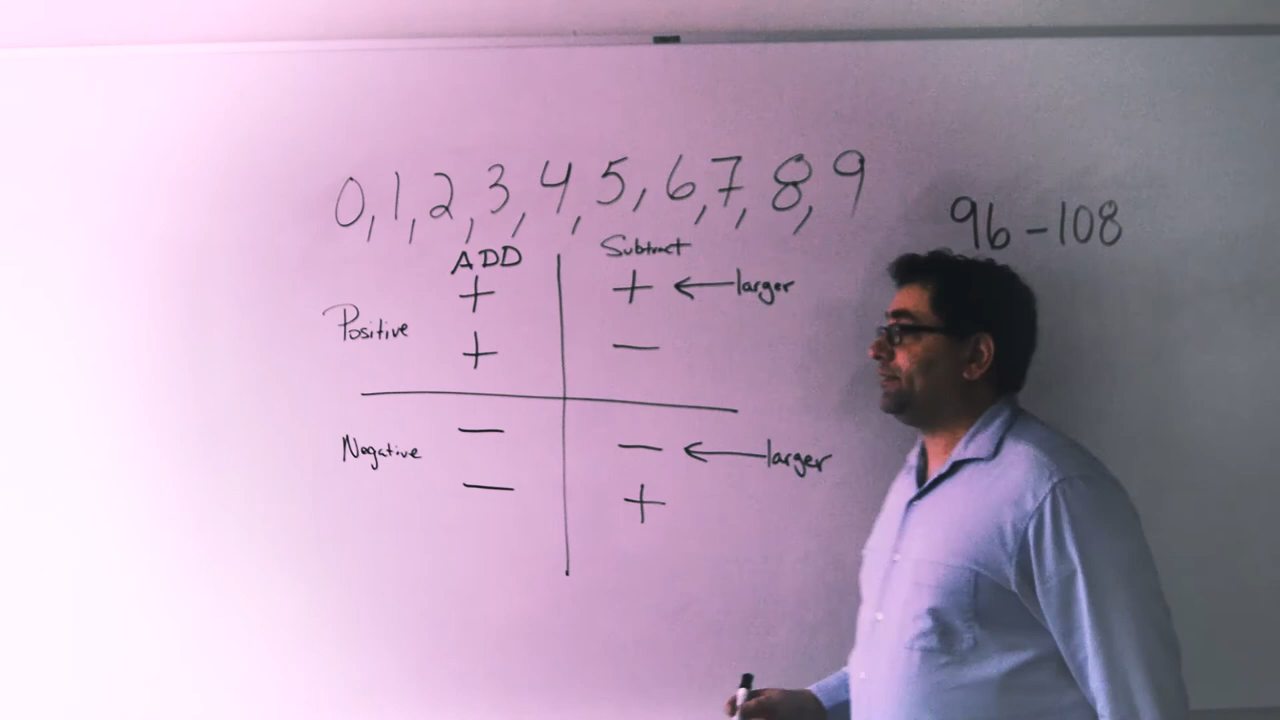 0, 1, 2, 3, 4, 5, 6, 7, 8, 9
96 - 108
ADD
Subtract
Positive
+
+
+ ← larger
−
Negative
−
−
− ← larger
+